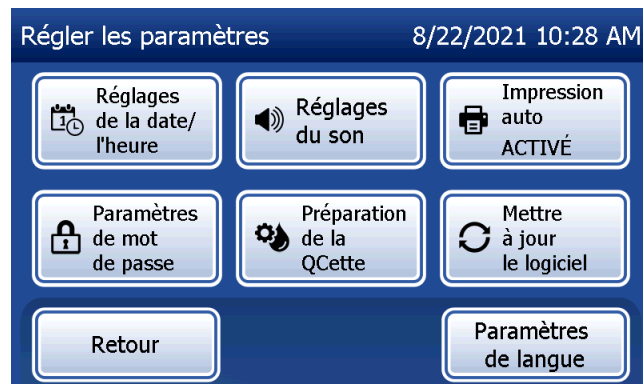 Régler les paramètres 8/22/2021 10:28 AM
Réglages
de la date/
l'heure
Réglages
du son
Impression
auto
ACTIVÉ
Paramètres
de mot
de passe
Préparation
de la
QCette
Mettre
à jour
le logiciel
Retour
Paramètres
de langue